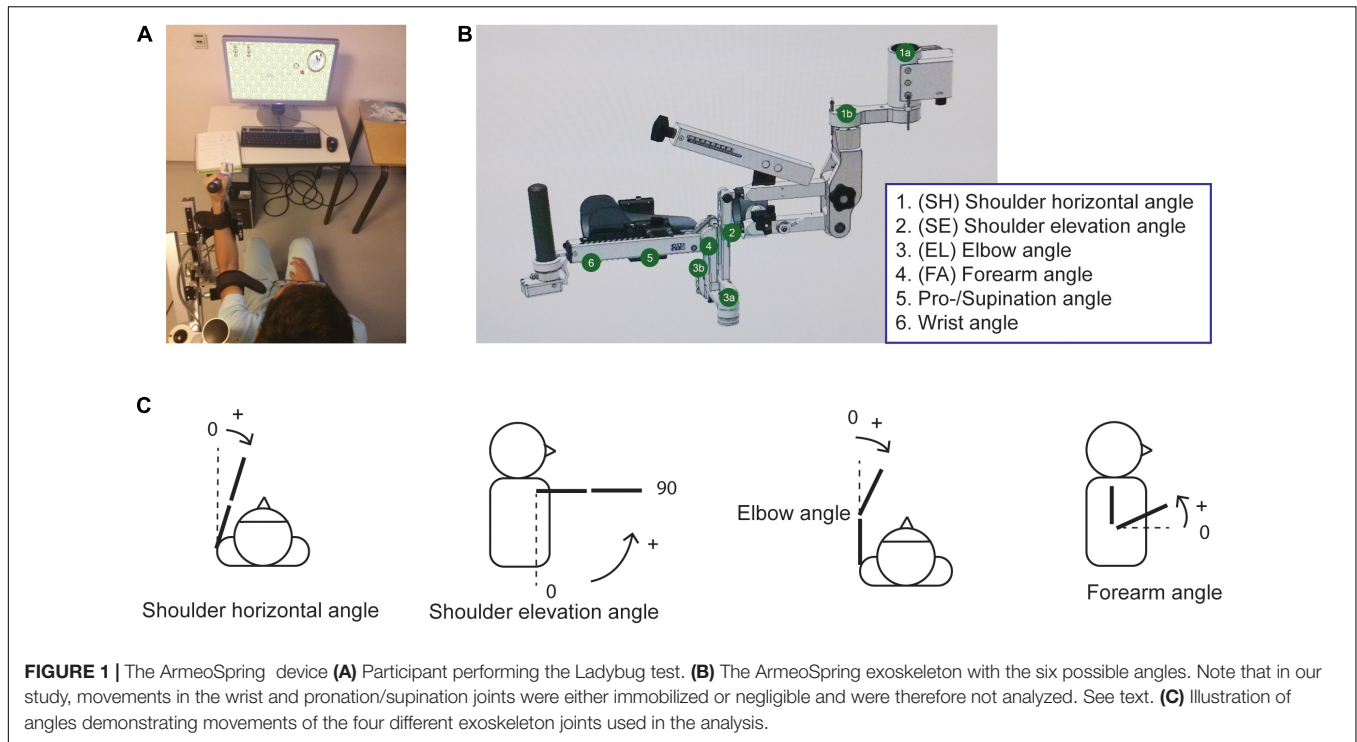 A
B
1a
1b
2
4
5
6
3b
3a
1. (SH) Shoulder horizontal angle
2. (SE) Shoulder elevation angle
3. (EL) Elbow angle
4. (FA) Forearm angle
5. Pro-/Supination angle
6. Wrist angle
C
0 +
90
+
0
0 +
Elbow angle
+
0
Shoulder horizontal angle
Shoulder elevation angle
Forearm angle
FIGURE 1 | The ArmeoSpring device (A) Participant performing the Ladybug test. (B) The ArmeoSpring exoskeleton with the six possible angles. Note that in our
study, movements in the wrist and pronation/supination joints were either immobilized or negligible and were therefore not analyzed. See text. (C) Illustration of
angles demonstrating movements of the four different exoskeleton joints used in the analysis.